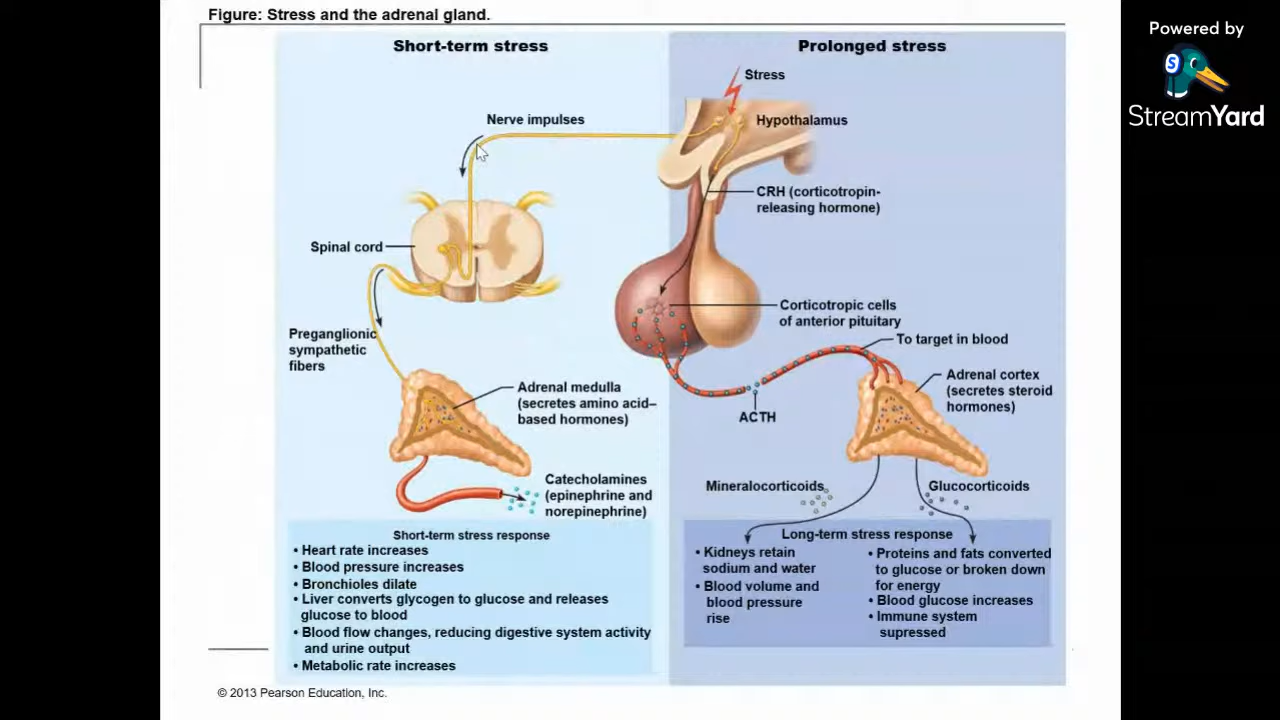 Figure: Stress and the adrenal gland.
Powered by
StreamYard
Short-term stress
Prolonged stress
Stress
Nerve impulses
Hypothalamus
CRH (corticotropin-
releasing hormone)
Spinal cord
Corticotropic cells
of anterior pituitary
Preganglionic
sympathetic
fibers
To target in blood
Adrenal medulla
(secretes amino acid–
based hormones)
Adrenal cortex
(secretes steroid
hormones)
ACTH
Catecholamines
(epinephrine and
norepinephrine)
Mineralocorticoids
Glucocorticoids
Short-term stress response
• Heart rate increases
• Blood pressure increases
• Bronchioles dilate
• Liver converts glycogen to glucose and releases
glucose to blood
• Blood flow changes, reducing digestive system activity
and urine output
• Metabolic rate increases
Long-term stress response
• Kidneys retain
sodium and water
• Blood volume and
blood pressure
rise
• Proteins and fats converted
to glucose or broken down
for energy
• Blood glucose increases
• Immune system
supressed
© 2013 Pearson Education, Inc.